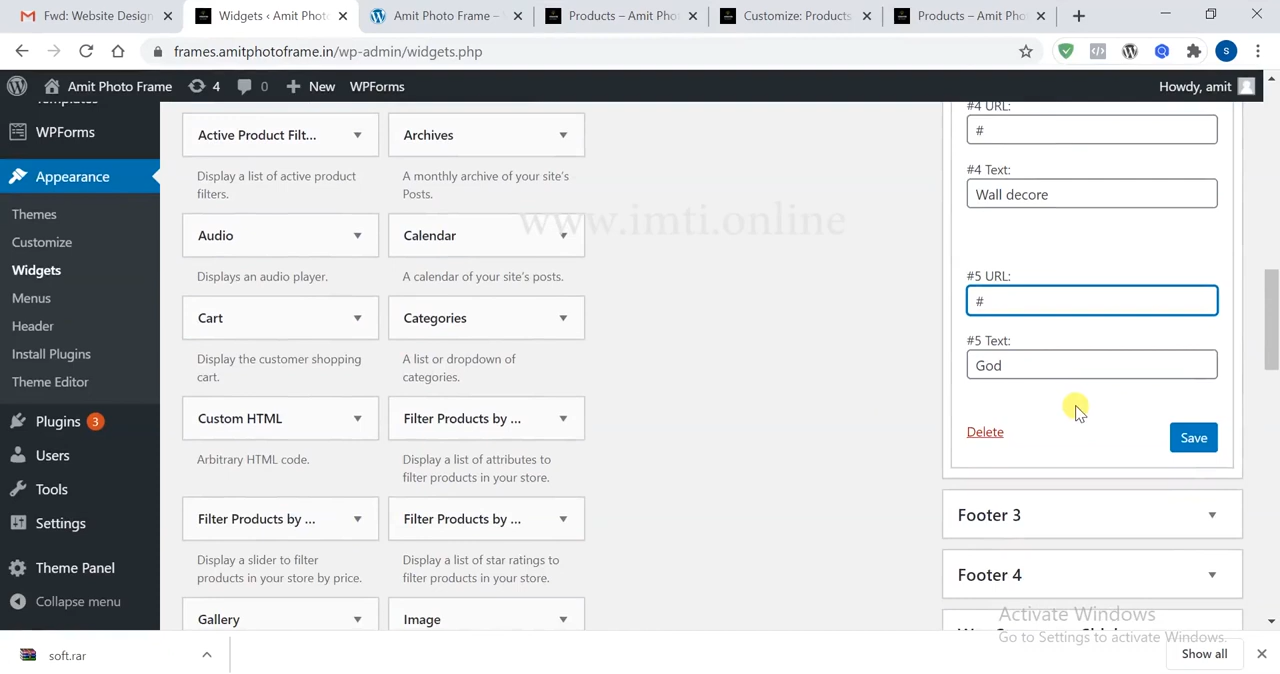 Fwd: Website Design
Widgets ‹ Amit Photo
Amit Photo Frame –
Products – Amit Pho
Customize: Products
Products – Amit Pho
frames.amitphotoframe.in/wp-admin/widgets.php
S
Amit Photo Frame 4 0 New WPForms Howdy, amit
Templates
WPForms
Appearance
Themes
Customize
Widgets
Menus
Header
Install Plugins
Theme Editor
Plugins 3
Users
Tools
Settings
Theme Panel
Collapse menu
Active Product Filt...
Display a list of active product
filters.
Archives
A monthly archive of your site's
Posts.
Audio
Displays an audio player.
Calendar
A calendar of your site's posts.
Cart
Display the customer shopping
cart.
Categories
A list or dropdown of
categories.
Custom HTML
Arbitrary HTML code.
Filter Products by ...
Display a list of attributes to
filter products in your store.
Filter Products by ...
Display a slider to filter
products in your store by price.
Filter Products by ...
Display a list of star ratings to
filter products in your store.
Gallery
Image
www.imti.online
#4 URL:
#
#4 Text:
Wall decore
#5 URL:
#
#5 Text:
God
Delete
Save
Footer 3
Footer 4
Activate Windows
Go to Settings to activate Windows.
soft.rar
Show all